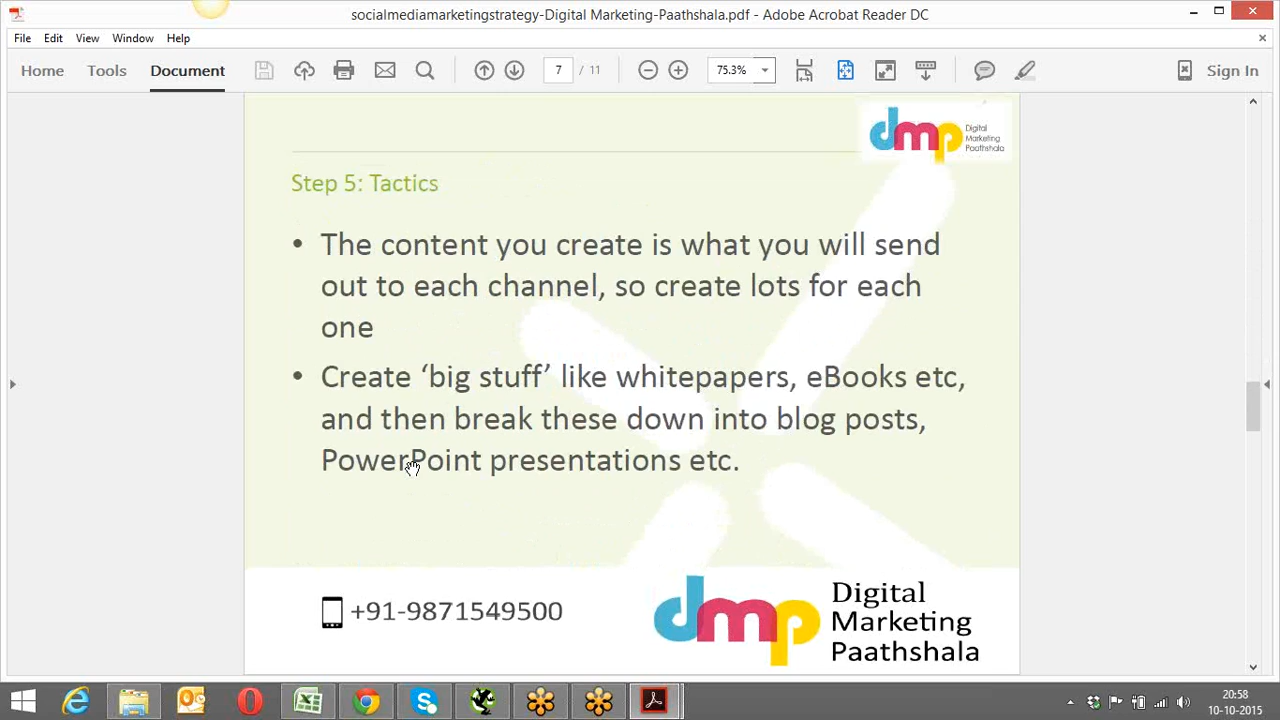 socialmediamarketingstrategy-Digital Marketing-Paathshala.pdf - Adobe Acrobat Reader DC
File Edit View Window Help
Home Tools Document 7 / 11 75.3% Sign In
dmp Digital
Marketing
Paathshala
Step 5: Tactics
• The content you create is what you will send
out to each channel, so create lots for each
one
• Create ‘big stuff’ like whitepapers, eBooks etc,
and then break these down into blog posts,
PowerPoint presentations etc.
+91-9871549500
dmp Digital
Marketing
Paathshala
20:58
10-10-2015